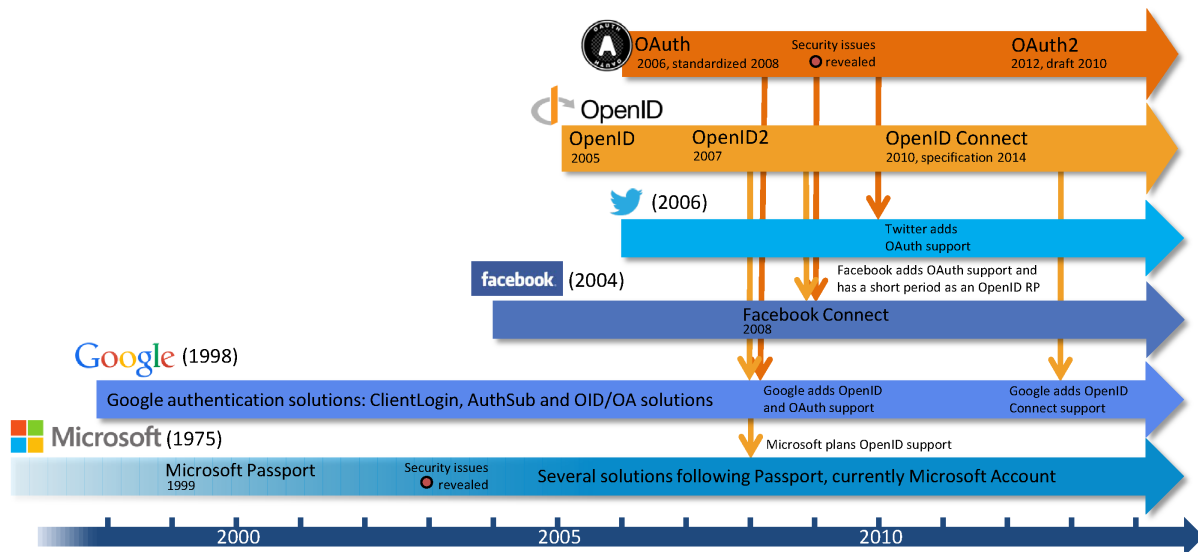 OAUTH
A
OAUTH
OAuth
2006, standardized 2008
Security issues
revealed
OAuth2
2012, draft 2010
OpenID
OpenID
2005
OpenID2
2007
OpenID Connect
2010, specification 2014
(2006)
Twitter adds
OAuth support
facebook. (2004)
Facebook adds OAuth support and
has a short period as an OpenID RP
Facebook Connect
2008
Google (1998)
Google authentication solutions: ClientLogin, AuthSub and OID/OA solutions
Google adds OpenID
and OAuth support
Google adds OpenID
Connect support
Microsoft (1975)
Microsoft plans OpenID support
Microsoft Passport
1999
Security issues
revealed
Several solutions following Passport, currently Microsoft Account
2000
2005
2010